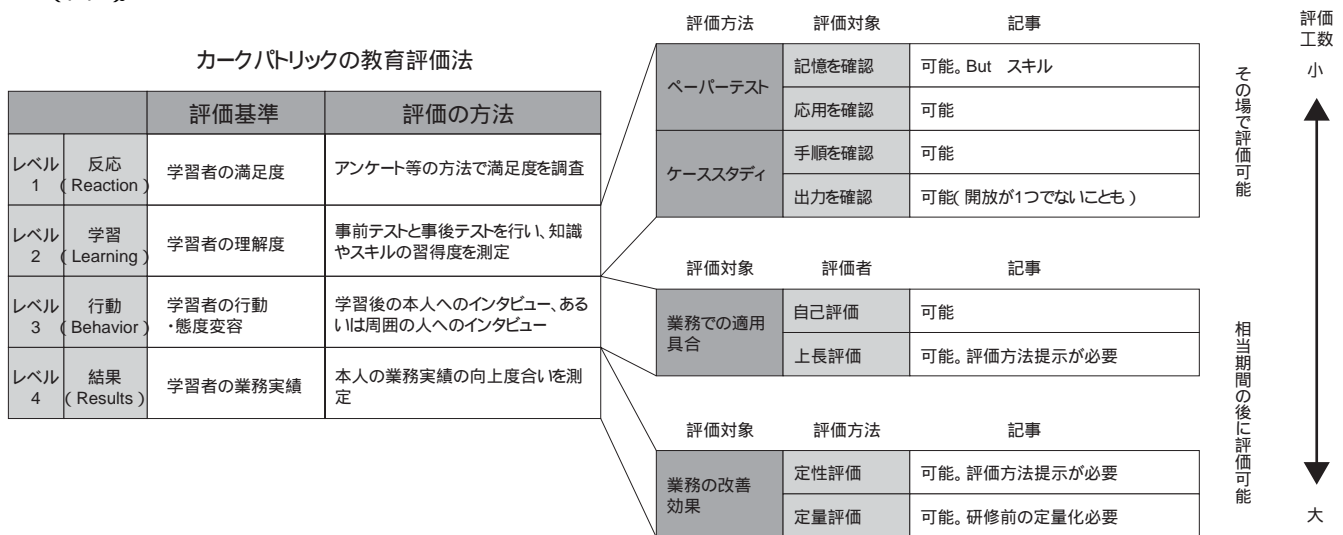 カークパトリックの教育評価法
評価基準
評価の方法
レベル
1
反応
(Reaction)
学習者の満足度
アンケート等の方法で満足度を調査
レベル
2
学習
(Learning)
学習者の理解度
事前テストと事後テストを行い、知識
やスキルの習得度を測定
レベル
3
行動
(Behavior)
学習者の行動
・態度変容
学習後の本人へのインタビュー、ある
いは周囲の人へのインタビュー
レベル
4
結果
(Results)
学習者の業務実績
本人の業務実績の向上度合いを測
定
評価方法
評価対象
記事
ペーパーテスト
記憶を確認
可能。But スキル
応用を確認
可能
ケーススタディ
手順を確認
可能
出力を確認
可能(開放が1つでないことも)
評価対象
評価者
記事
業務での適用
具合
自己評価
可能
上長評価
可能。評価方法提示が必要
評価対象
評価方法
記事
業務の改善
効果
定性評価
可能。評価方法提示が必要
定量評価
可能。研修前の定量化必要
その場で評価可能
相当期間の後に評価可能
評価
工数
小
大